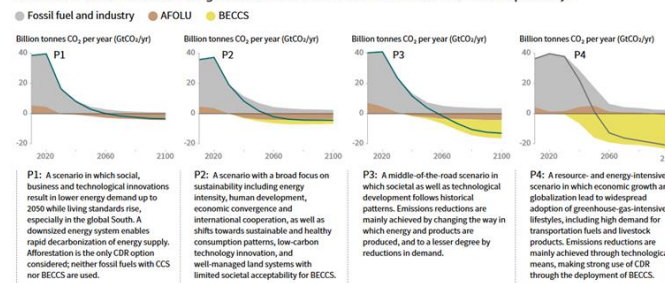 Fossil fuel and industry AFOLU BECCS
Billion tonnes CO₂ per year (GtCO₂/yr)
P1
40
20
0
-20
2020 2060 2100
P1: A scenario in which social,
business and technological innovations
result in lower energy demand up to
2050 while living standards rise,
especially in the global South. A
downsized energy system enables
rapid decarbonization of energy supply.
Afforestation is the only CDR option
considered; neither fossil fuels with CCS
nor BECCS are used.
Billion tonnes CO₂ per year (GtCO₂/yr)
P2
40
20
0
-20
2020 2060 2100
P2: A scenario with a broad focus on
sustainability including energy
intensity, human development,
economic convergence and
international cooperation, as well as
shifts towards sustainable and healthy
consumption patterns, low-carbon
technology innovation, and
well-managed land systems with
limited societal acceptability for BECCS.
Billion tonnes CO₂ per year (GtCO₂/yr)
P3
40
20
0
-20
2020 2060 2100
P3: A middle-of-the-road scenario in
which societal as well as technological
development follows historical
patterns. Emissions reductions are
mainly achieved by changing the way in
which energy and products are
produced, and to a lesser degree by
reductions in demand.
Billion tonnes CO₂ per year (GtCO₂/yr)
P4
40
20
0
-20
2020 2060
P4: A resource- and energy-intensive
scenario in which economic growth an
globalization lead to widespread
adoption of greenhouse-gas-intensive
lifestyles, including high demand for
transportation fuels and livestock
products. Emissions reductions are
mainly achieved through technologica
means, making strong use of CDR
through the deployment of BECCS.